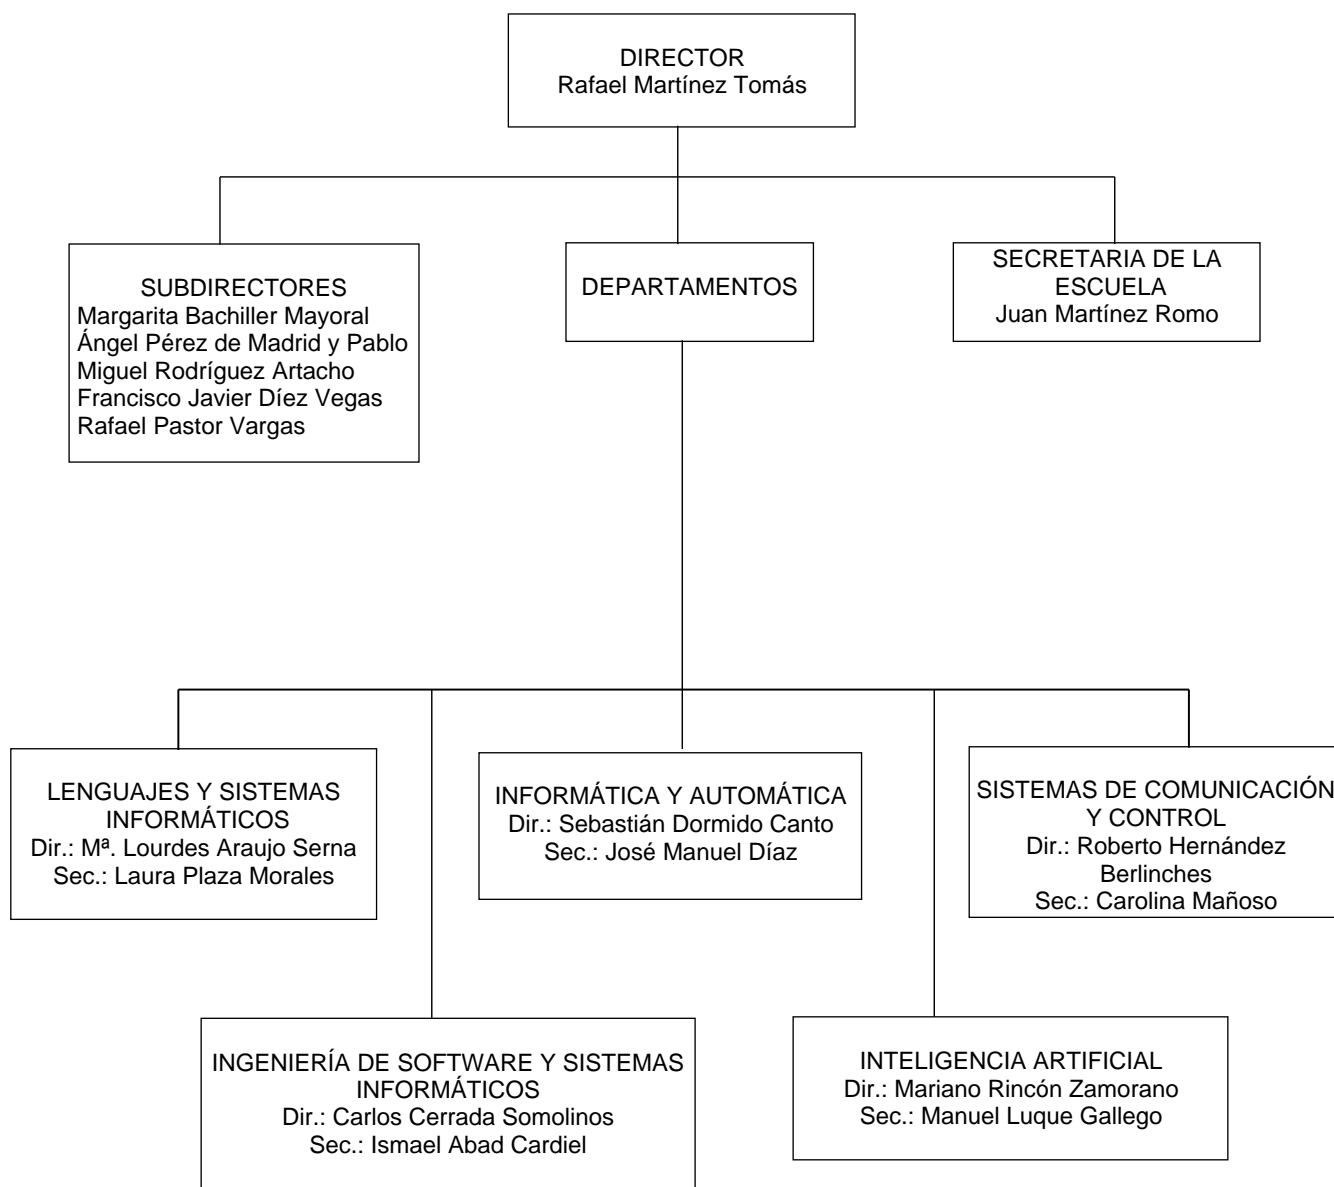 DIRECTOR
Rafael Martínez Tomás
SUBDIRECTORES
Margarita Bachiller Mayoral
Ángel Pérez de Madrid y Pablo
Miguel Rodríguez Artacho
Francisco Javier Díez Vegas
Rafael Pastor Vargas
DEPARTAMENTOS
SECRETARIA DE LA
ESCUELA
Juan Martínez Romo
LENGUAJES Y SISTEMAS
INFORMÁTICOS
Dir.: Mª. Lourdes Araujo Serna
Sec.: Laura Plaza Morales
INFORMÁTICA Y AUTOMÁTICA
Dir.: Sebastián Dormido Canto
Sec.: José Manuel Díaz
SISTEMAS DE COMUNICACIÓN
Y CONTROL
Dir.: Roberto Hernández
Berlinches
Sec.: Carolina Mañoso
INGENIERÍA DE SOFTWARE Y SISTEMAS
INFORMÁTICOS
Dir.: Carlos Cerrada Somolinos
Sec.: Ismael Abad Cardiel
INTELIGENCIA ARTIFICIAL
Dir.: Mariano Rincón Zamorano
Sec.: Manuel Luque Gallego